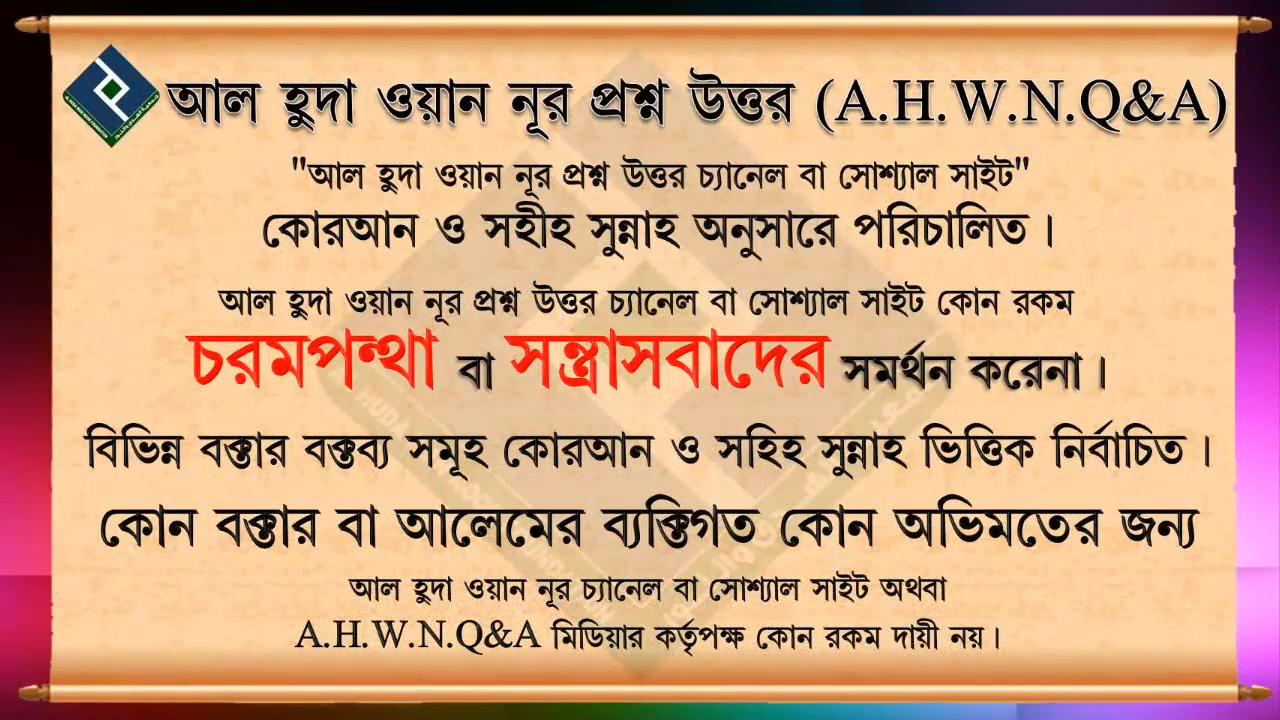 আল হুদা ওয়ান নূর প্রশ্ন উত্তর (A.H.W.N.Q&A)
"আল হুদা ওয়ান নূর প্রশ্ন উত্তর চ্যানেল বা সোশ্যাল সাইট"
কোরআন ও সহীহ সুন্নাহ অনুসারে পরিচালিত।
আল হুদা ওয়ান নূর প্রশ্ন উত্তর চ্যানেল বা সোশ্যাল সাইট কোন রকম
চরমপন্থা বা সন্ত্রাসবাদের সমর্থন করেনা।
বিভিন্ন বক্তার বক্তব্য সমূহ কোরআন ও সহিহ সুন্নাহ ভিত্তিক নির্বাচিত।
কোন বক্তার বা আলেমের ব্যক্তিগত কোন অভিমতের জন্য
আল হুদা ওয়ান নূর চ্যানেল বা সোশ্যাল সাইট অথবা
A.H.W.N.Q&A মিডিয়ার কর্তৃপক্ষ কোন রকম দায়ী নয়।